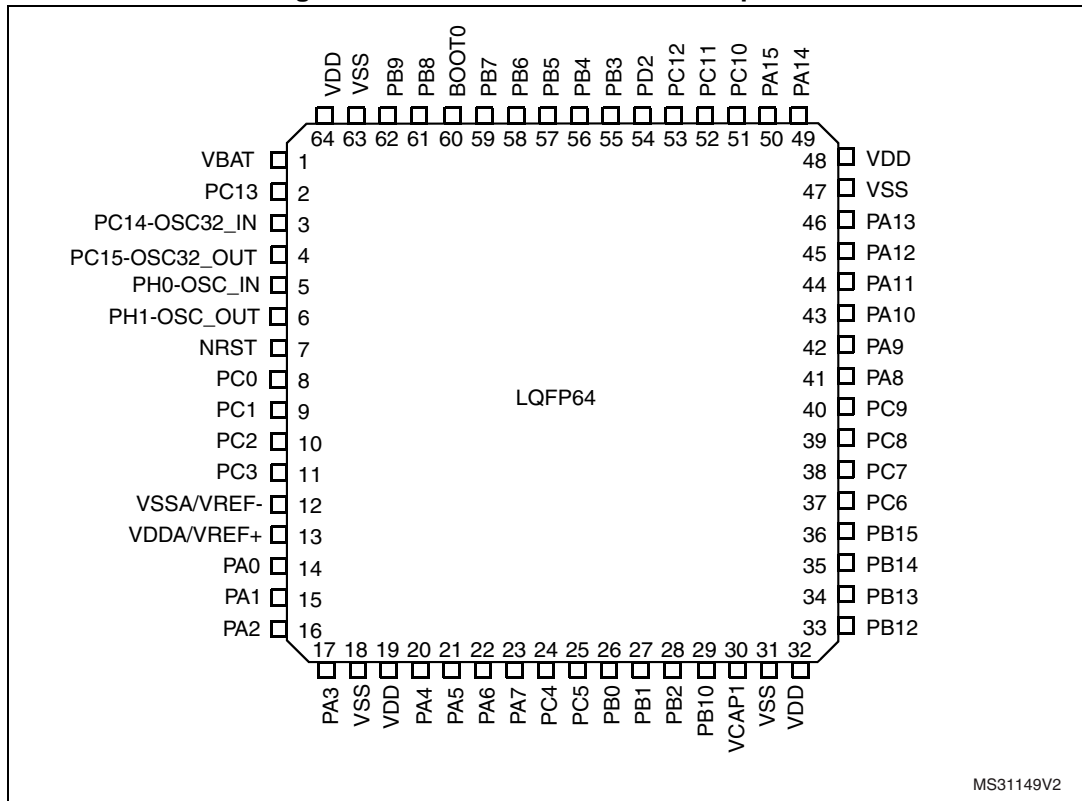 VDD
VSS
PB9
PB8
BOOT0
PB7
PB6
PB5
PB4
PB3
PD2
PC12
PC11
PC10
PA15
PA14
64 63 62 61 60 59 58 57 56 55 54 53 52 51 50 49
VBAT 1
PC13 2
PC14-OSC32_IN 3
PC15-OSC32_OUT 4
PH0-OSC_IN 5
PH1-OSC_OUT 6
NRST 7
PC0 8
PC1 9
PC2 10
PC3 11
VSSA/VREF- 12
VDDA/VREF+ 13
PA0 14
PA1 15
PA2 16
LQFP64
48 VDD
47 VSS
46 PA13
45 PA12
44 PA11
43 PA10
42 PA9
41 PA8
40 PC9
39 PC8
38 PC7
37 PC6
36 PB15
35 PB14
34 PB13
33 PB12
17 18 19 20 21 22 23 24 25 26 27 28 29 30 31 32
PA3
VSS
VDD
PA4
PA5
PA6
PA7
PC4
PC5
PB0
PB1
PB2
PB10
VCAP1
VSS
VDD
MS31149V2